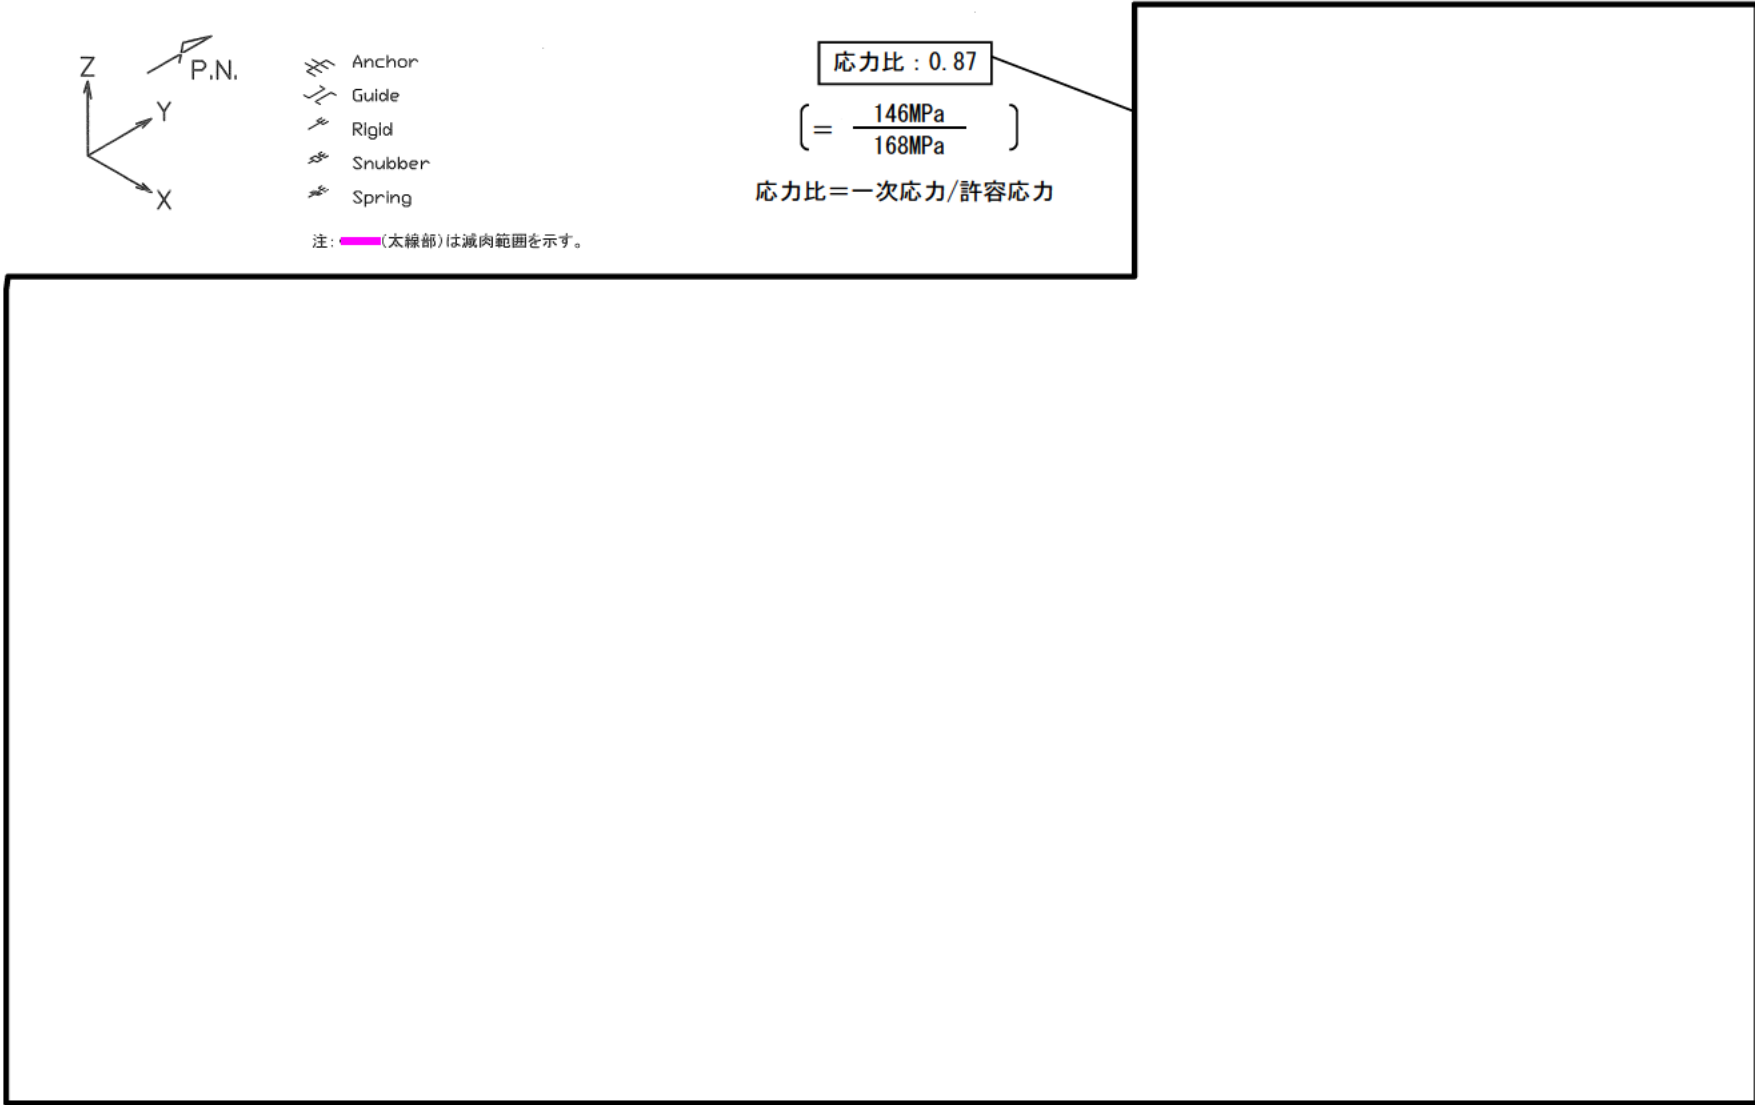 Z
P.N.
Y
X
Anchor
Guide
Rigid
Snubber
Spring
注:(太線部)は減肉範囲を示す。
応力比:0.87
=
146MPa
168MPa
応力比=一次応力/許容応力